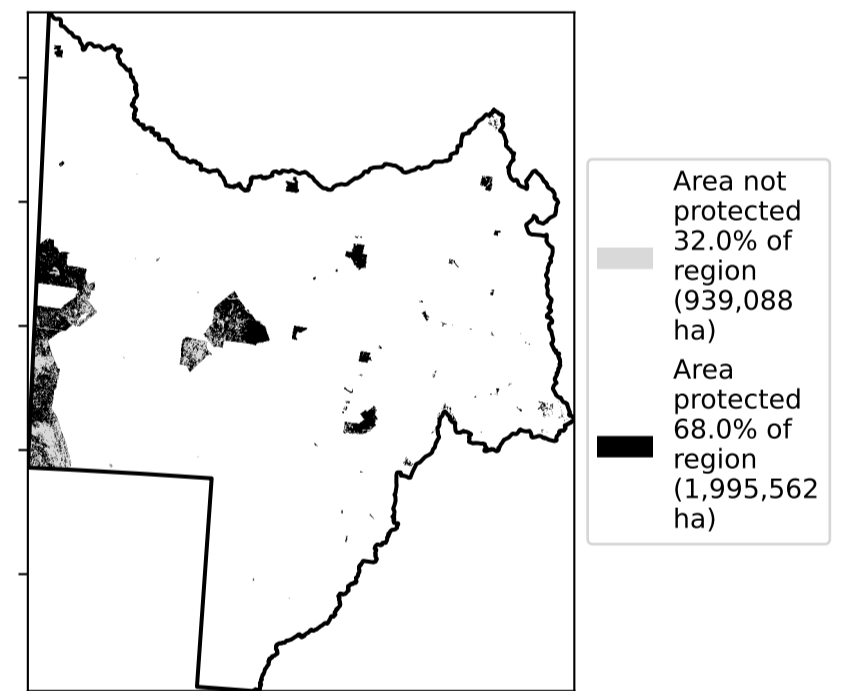 Area not
protected
32.0% of
region
(939,088
ha)
Area
protected
68.0% of
region
(1,995,562
ha)